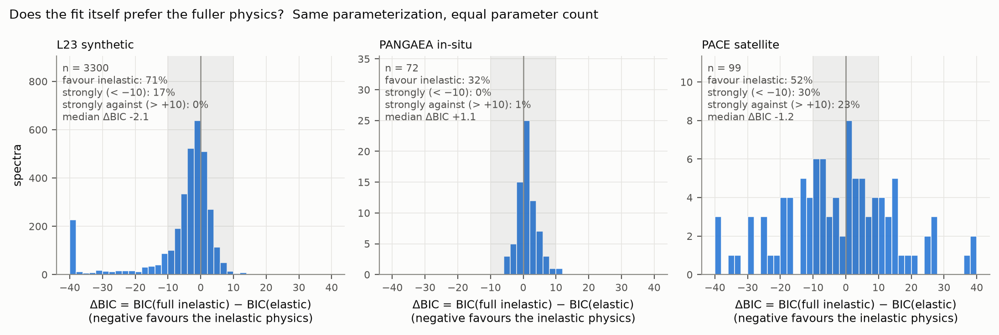 Does the fit itself prefer the fuller physics?  Same parameterization, equal parameter count
L23 synthetic
n = 3300
favour inelastic: 71%
strongly (< −10): 17%
strongly against (> +10): 0%
median ΔBIC -2.1
spectra
800
600
400
200
0
−40 −30 −20 −10 0 10 20 30 40
ΔBIC = BIC(full inelastic) − BIC(elastic)
(negative favours the inelastic physics)
PANGAEA in-situ
n = 72
favour inelastic: 32%
strongly (< −10): 0%
strongly against (> +10): 1%
median ΔBIC +1.1
35
30
25
20
15
10
5
0
−40 −30 −20 −10 0 10 20 30 40
ΔBIC = BIC(full inelastic) − BIC(elastic)
(negative favours the inelastic physics)
PACE satellite
n = 99
favour inelastic: 52%
strongly (< −10): 30%
strongly against (> +10): 23%
median ΔBIC -1.2
10
8
6
4
2
0
−40 −30 −20 −10 0 10 20 30 40
ΔBIC = BIC(full inelastic) − BIC(elastic)
(negative favours the inelastic physics)